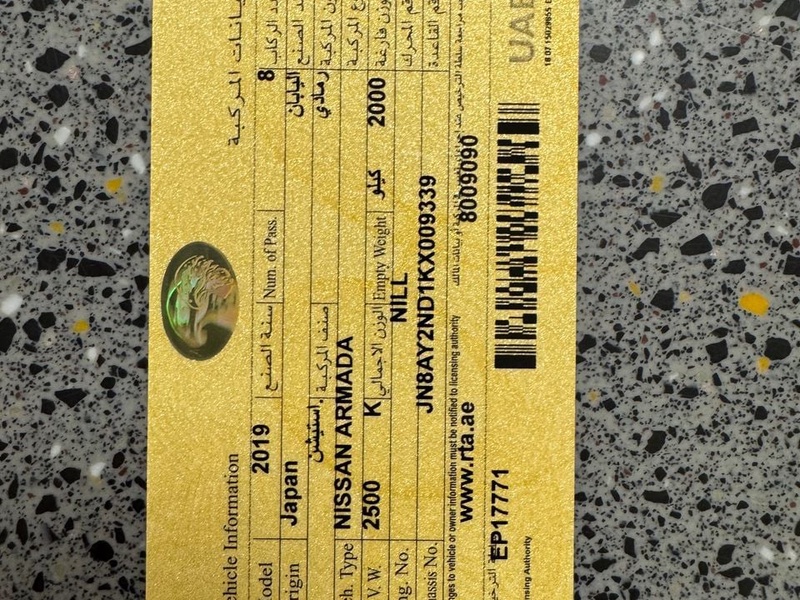 Vehicle Information بيانات المركبة
Model 2019 سنة الصنع Num. of Pass. 8 عدد الركاب
Origin Japan اليابان بلد الصنع
استيشن صنف المركبة رمادي لون المركبة
Veh. Type NISSAN ARMADA نوع المركبة
G. V. W. 2500 K الوزن الاجمالي Empty Weight كيلو 2000 الوزن فارغة
Eng. No. NILL رقم المحرك
Chassis No. JN8AY2ND1KX009339 رقم القاعدة
changes to vehicle or owner information must be notified to licensing authority
www.rta.ae 8009090
EP17771
Licensing Authority
UAE